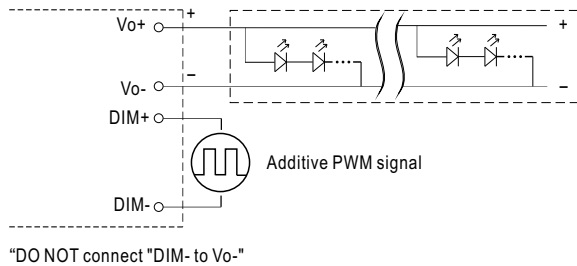 Vo+
+
+
Vo-
–
–
DIM+
Additive PWM signal
DIM-
“DO NOT connect "DIM- to Vo-"